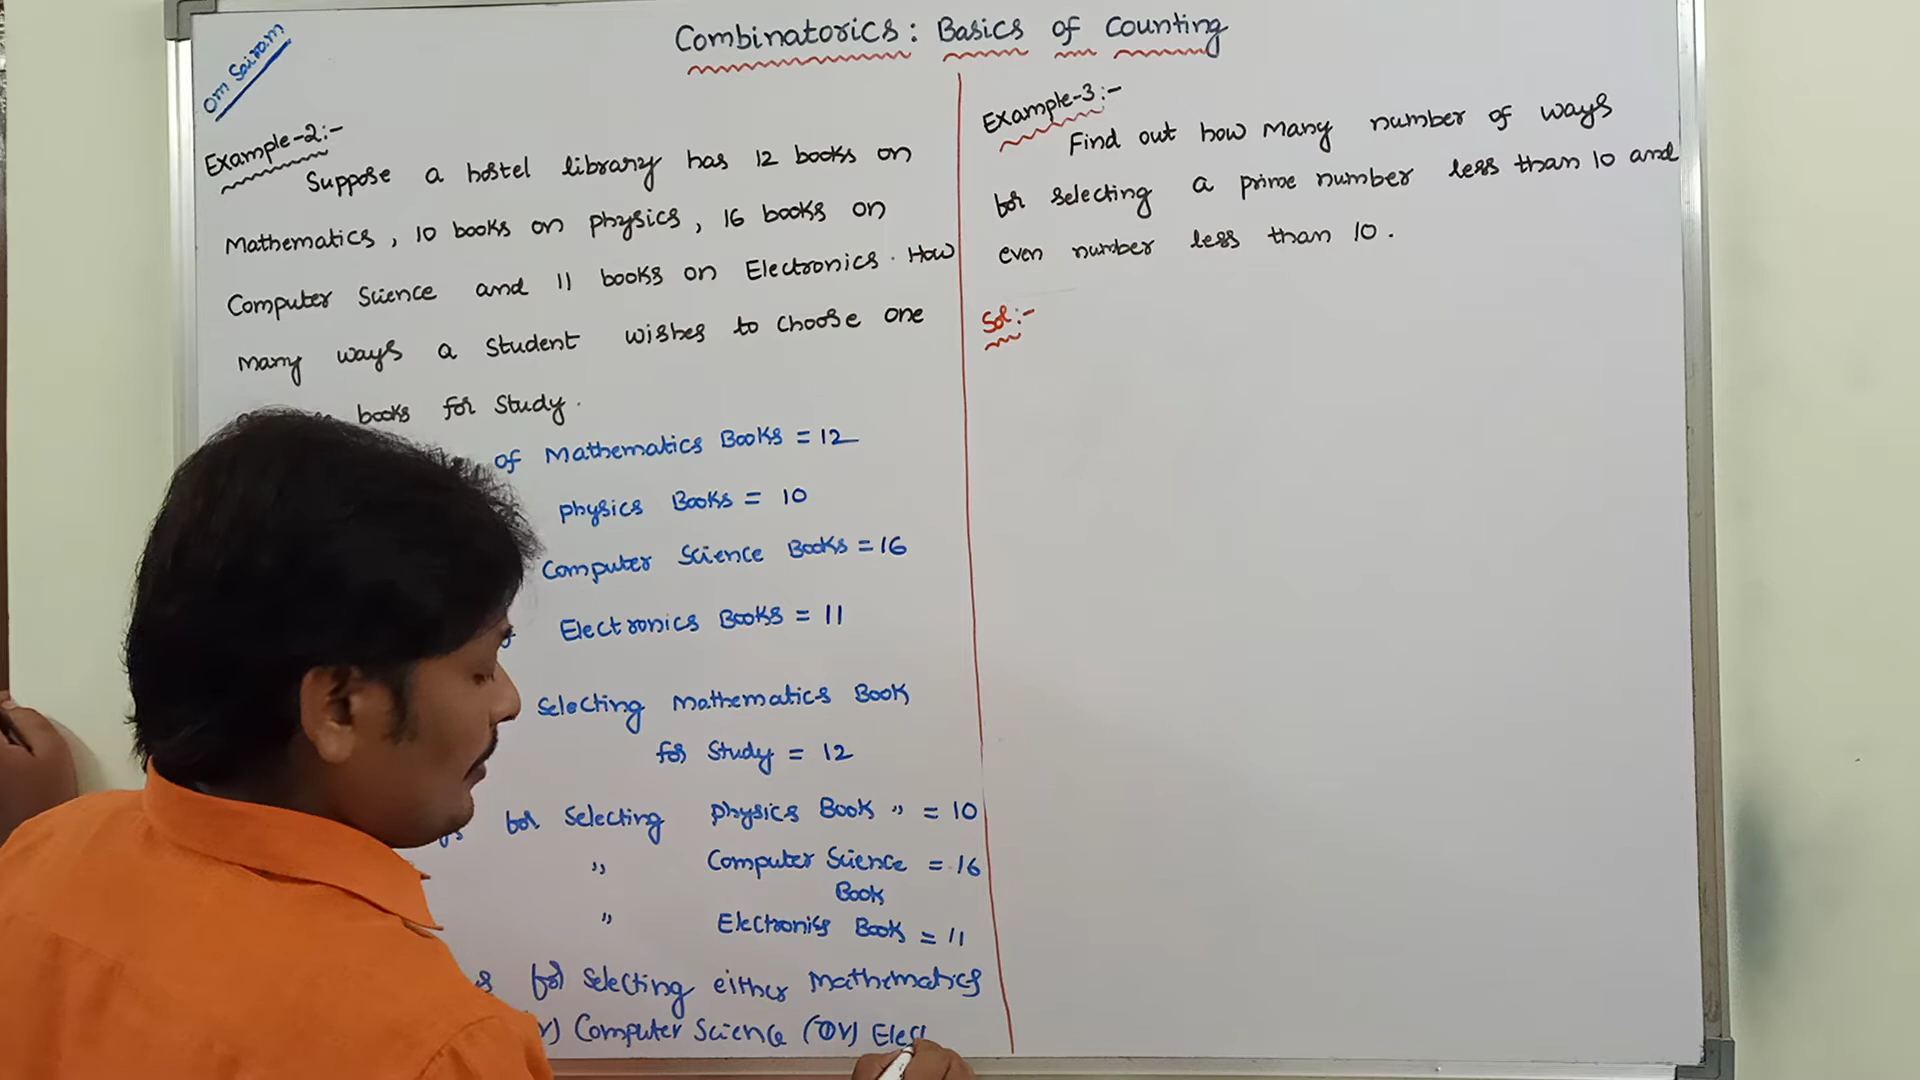 Om Sairam
Combinatorics: Basics of Counting
Example-2:-
Suppose a hostel library has 12 books on
Mathematics, 10 books on physics, 16 books on
Computer Science and 11 books on Electronics. How
many ways a student wishes to choose one
books for Study.
of Mathematics Books = 12
physics Books = 10
Computer Science Books = 16
Electronics Books = 11
Selecting Mathematics Book
for Study = 12
for Selecting physics Book " = 10
" Computer Science = 16
Book
" Electronics Book = 11
for Selecting either Mathematics
Computer Science (or) Elec
Example-3:-
Find out how many number of ways
for selecting a prime number less than 10 and
even number less than 10.
Sol:-